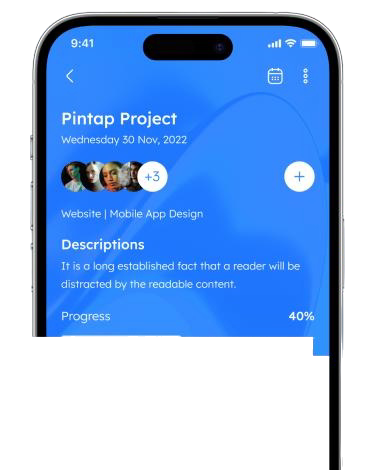 9:41
Pintap Project
Wednesday 30 Nov, 2022
+3
Website | Mobile App Design
Descriptions
It is a long established fact that a reader will be
distracted by the readable content.
Progress 40%